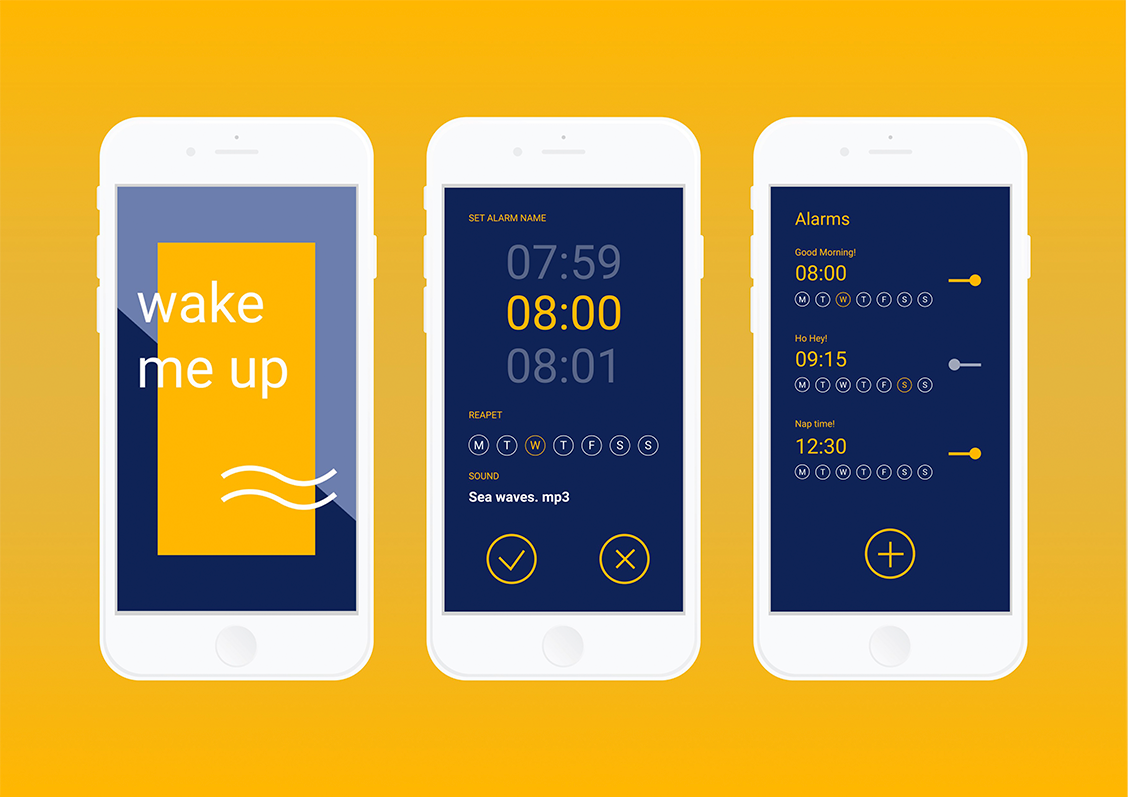 wake
me up
SET ALARM NAME
07:59
08:00
08:01
REAPET
M T W T F S S
SOUND
Sea waves. mp3
Alarms
Good Morning!
08:00
M T W T F S S
Ho Hey!
09:15
M T W T F S S
Nap time!
12:30
M T W T F S S